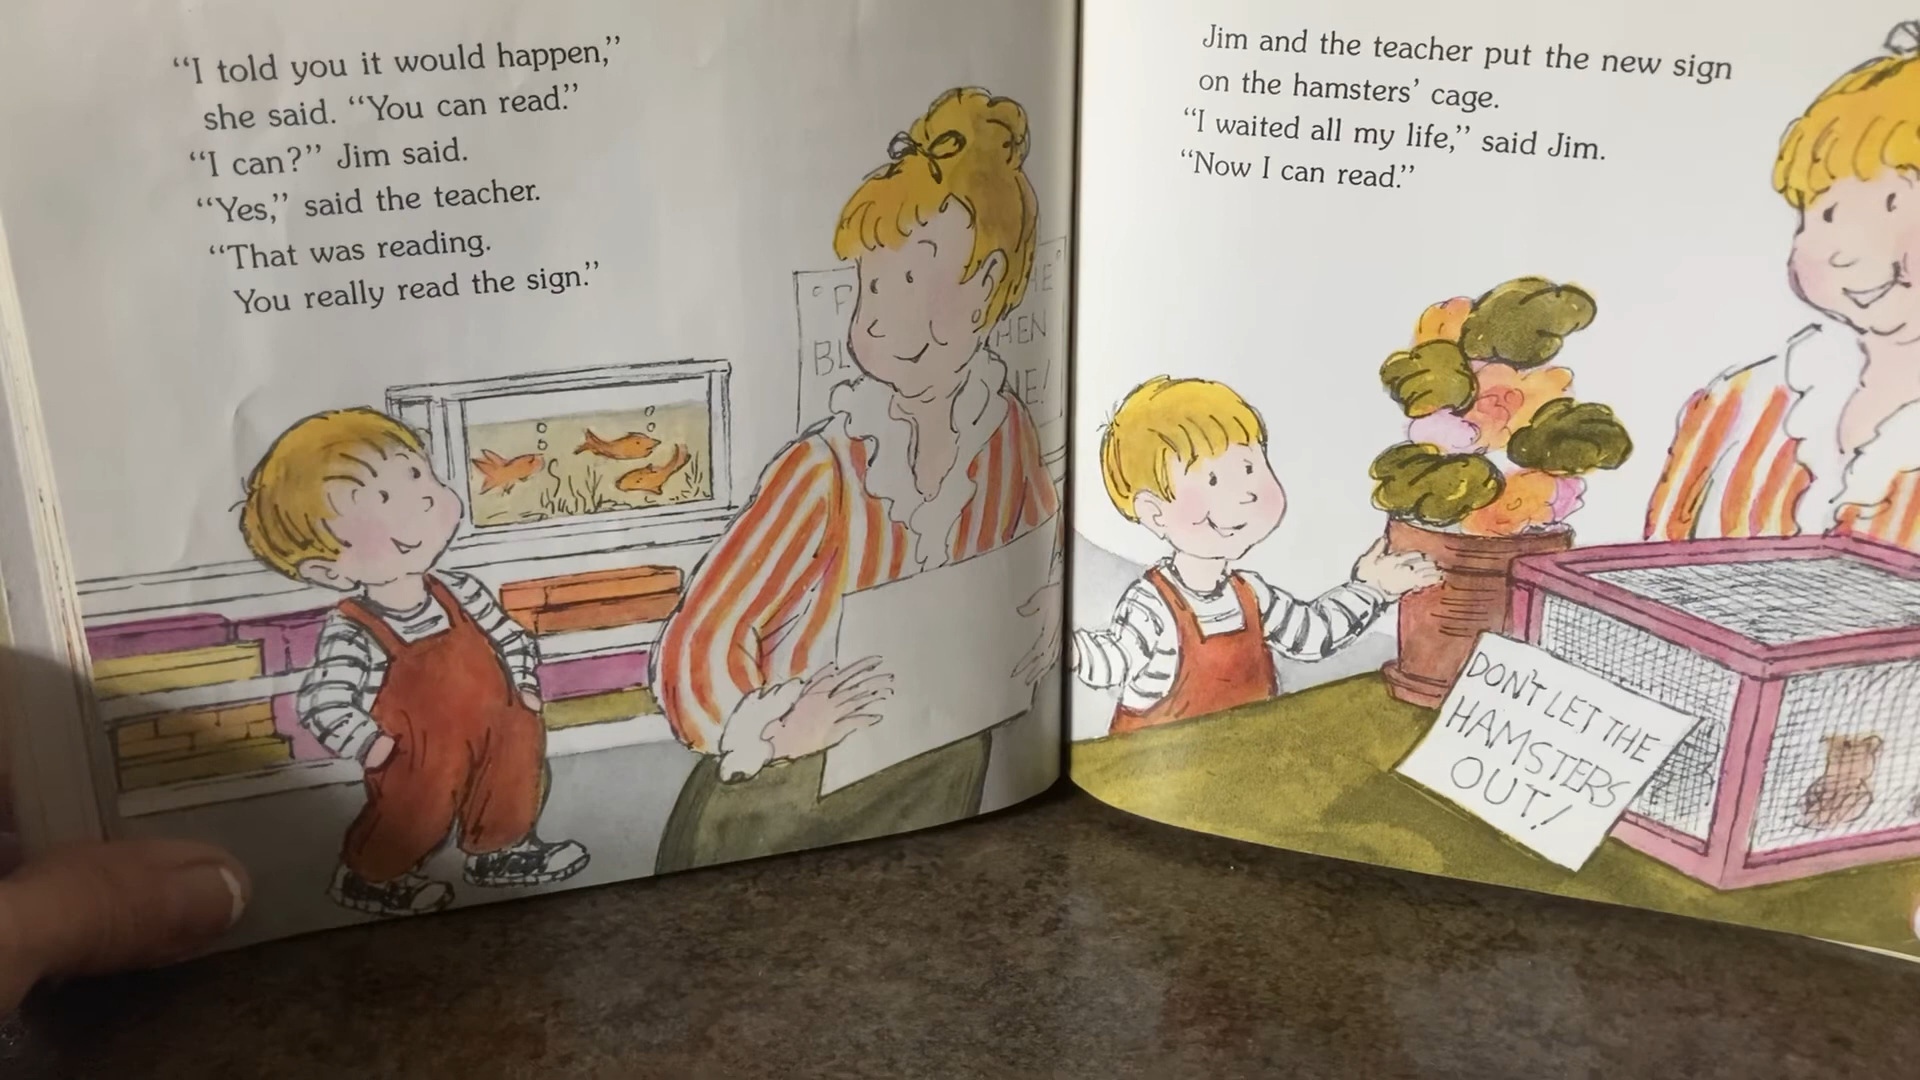 “I told you it would happen,”
she said. “You can read.”
“I can?” Jim said.
“Yes,” said the teacher.
“That was reading.
You really read the sign.”
Jim and the teacher put the new sign
on the hamsters’ cage.
“I waited all my life,” said Jim.
“Now I can read.”
DON'T LET THE
HAMSTERS
OUT!